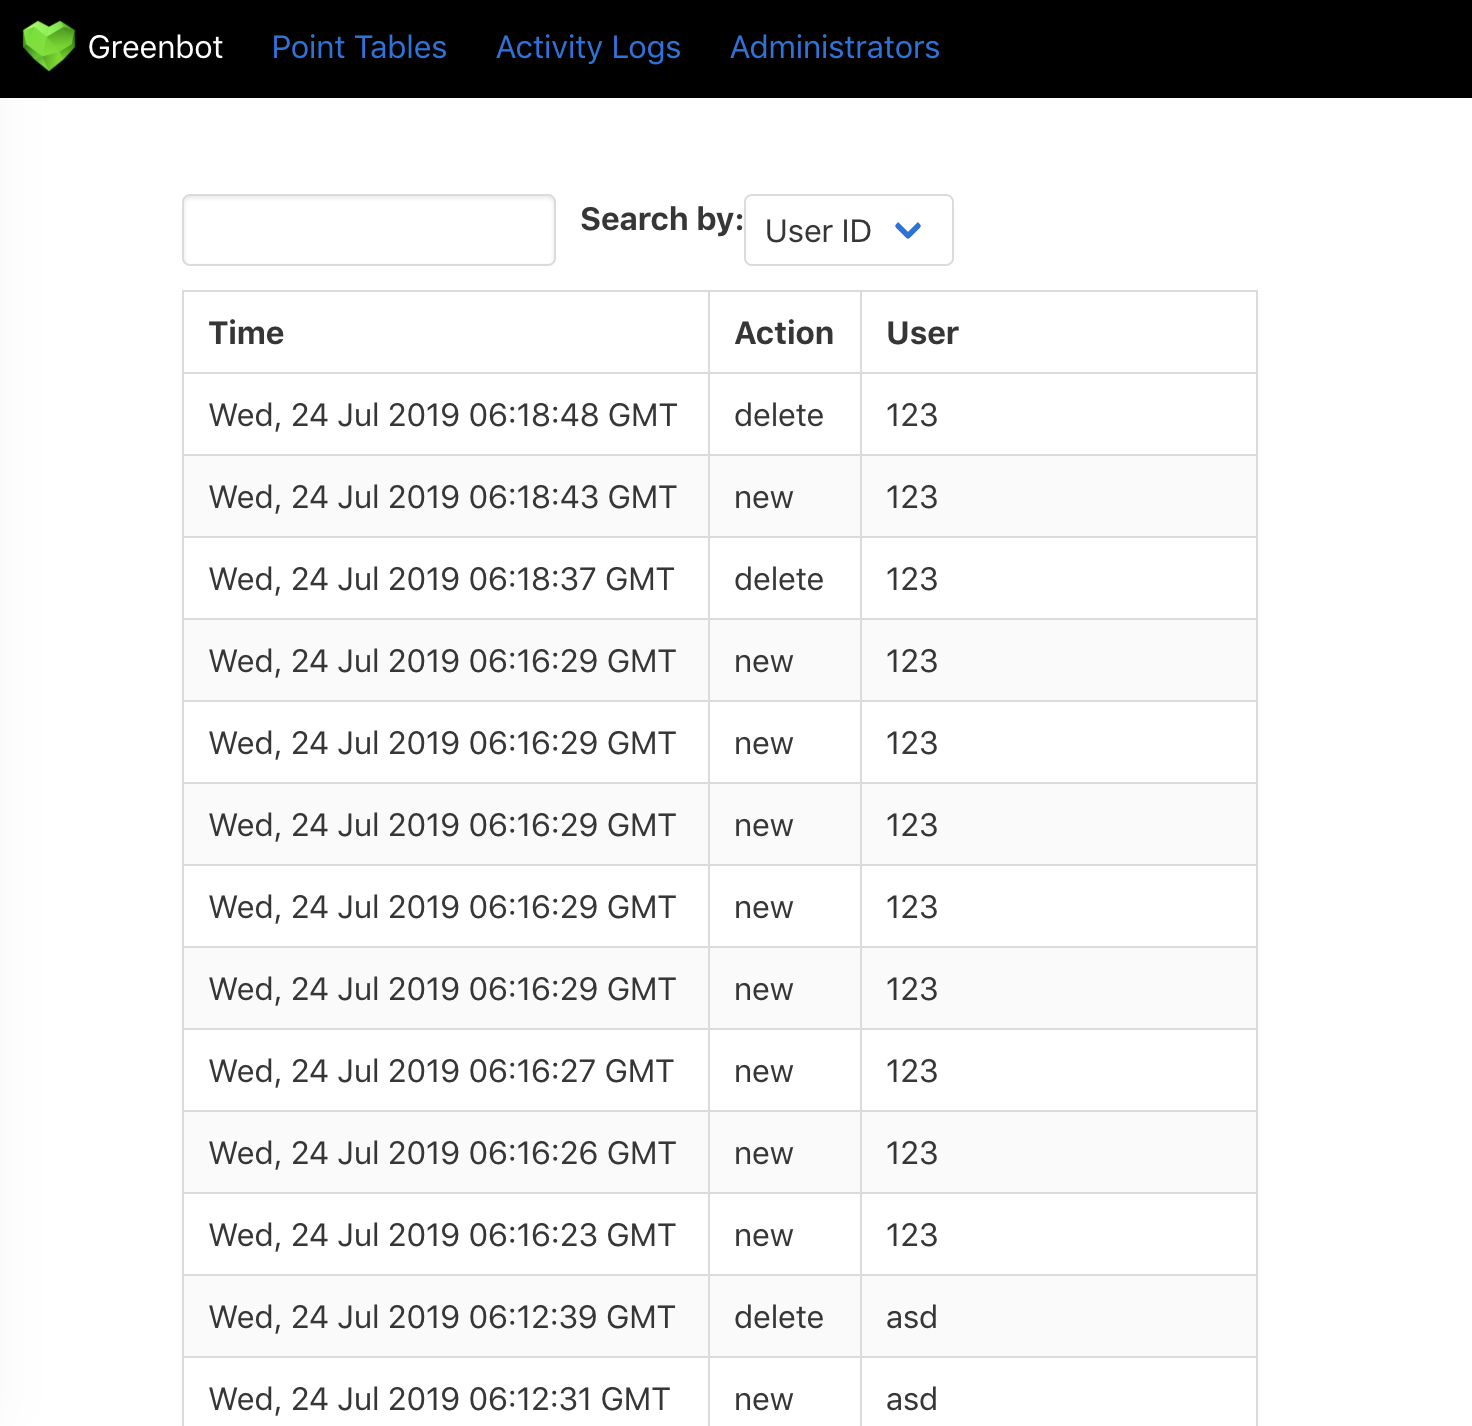 Greenbot Point Tables Activity Logs Administrators
Search by: User ID
Time Action User
Wed, 24 Jul 2019 06:18:48 GMT delete 123
Wed, 24 Jul 2019 06:18:43 GMT new 123
Wed, 24 Jul 2019 06:18:37 GMT delete 123
Wed, 24 Jul 2019 06:16:29 GMT new 123
Wed, 24 Jul 2019 06:16:29 GMT new 123
Wed, 24 Jul 2019 06:16:29 GMT new 123
Wed, 24 Jul 2019 06:16:29 GMT new 123
Wed, 24 Jul 2019 06:16:29 GMT new 123
Wed, 24 Jul 2019 06:16:27 GMT new 123
Wed, 24 Jul 2019 06:16:26 GMT new 123
Wed, 24 Jul 2019 06:16:23 GMT new 123
Wed, 24 Jul 2019 06:12:39 GMT delete asd
Wed, 24 Jul 2019 06:12:31 GMT new asd